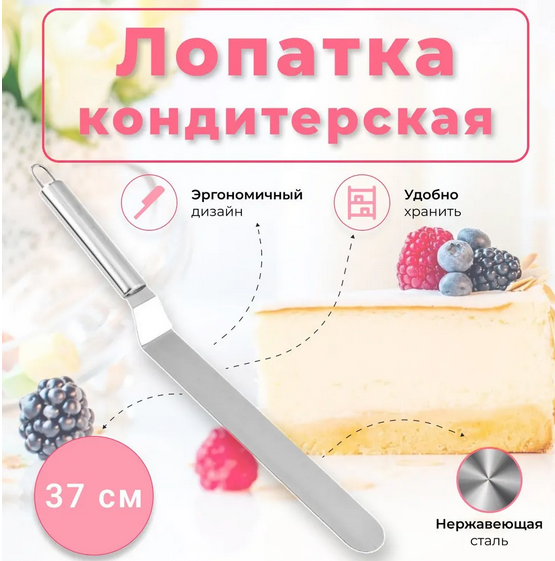 Лопатка
кондитерская
Эргономичный
дизайн
Удобно
хранить
37 см
Нержавеющая
сталь